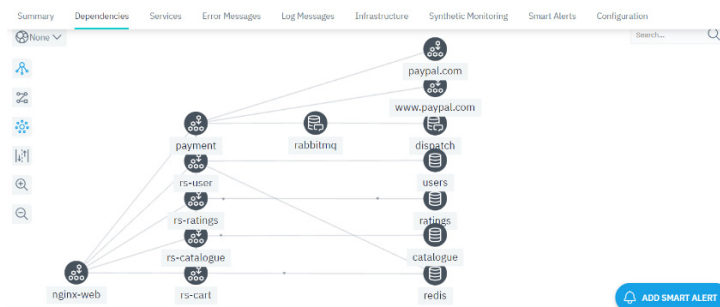 Summary Dependencies Services Error Messages Log Messages Infrastructure Synthetic Monitoring Smart Alerts Configuration
None Search...
paypal.com
www.paypal.com
payment rabbitmq dispatch
rs-user users
rs-ratings ratings
rs-catalogue catalogue
nginx-web rs-cart redis
ADD SMART ALERT